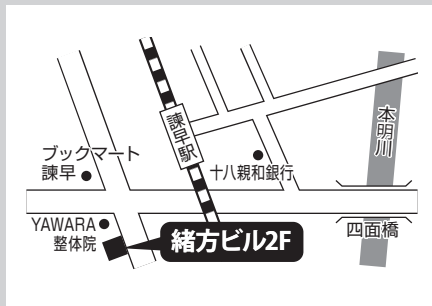 諫早駅
本明川
ブックマート
諫早
十八親和銀行
YAWARA
整体院
四面橋
緒方ビル2F